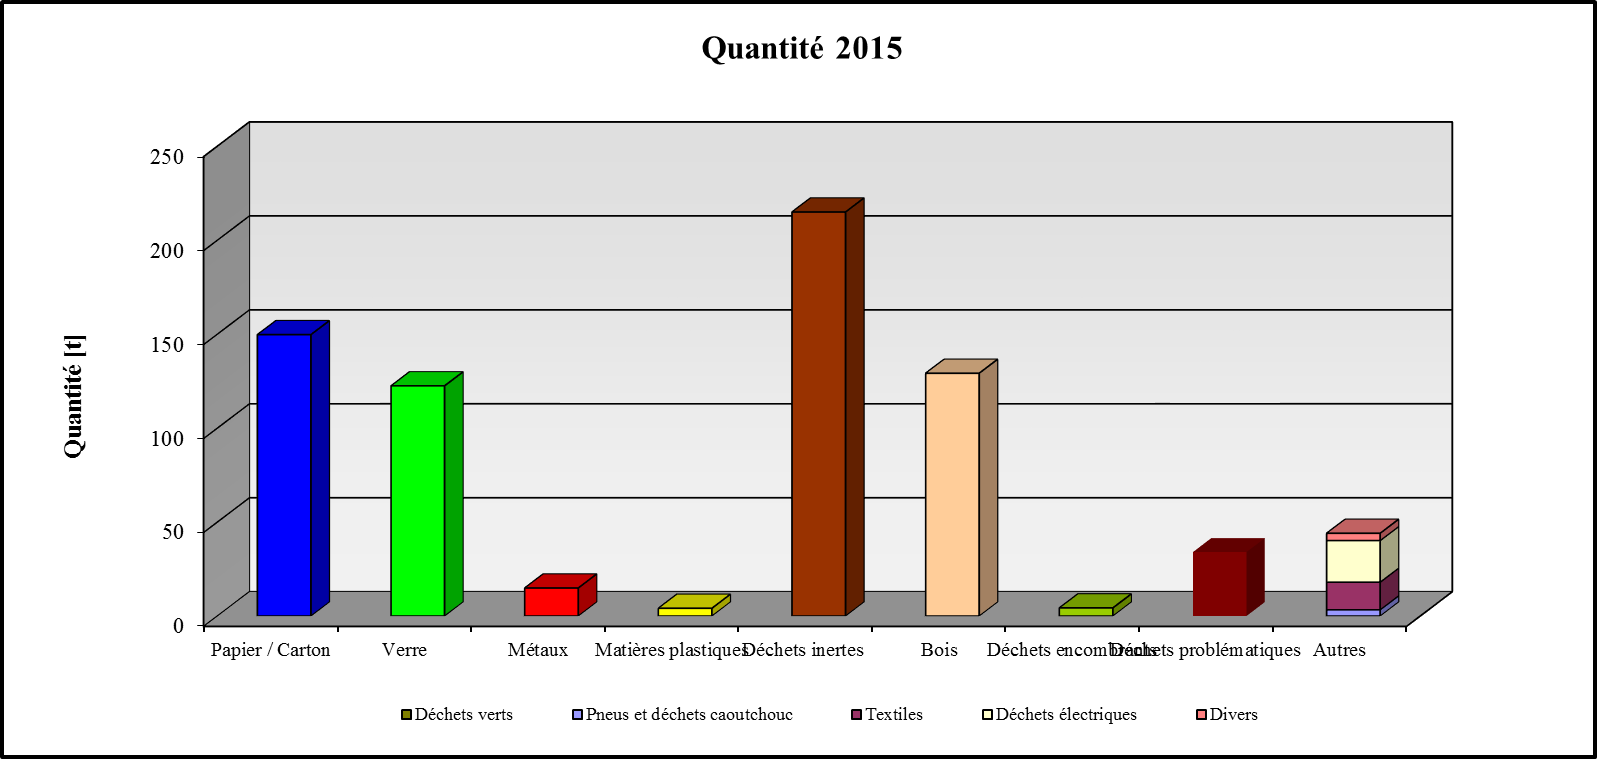 Quantité 2015
Quantité [t]
250
200
150
100
50
0
Papier / Carton
Verre
Métaux
Matières plastiques
Déchets inertes
Bois
Déchets encombrants
Déchets problématiques
Autres
Déchets verts
Pneus et déchets caoutchouc
Textiles
Déchets électriques
Divers